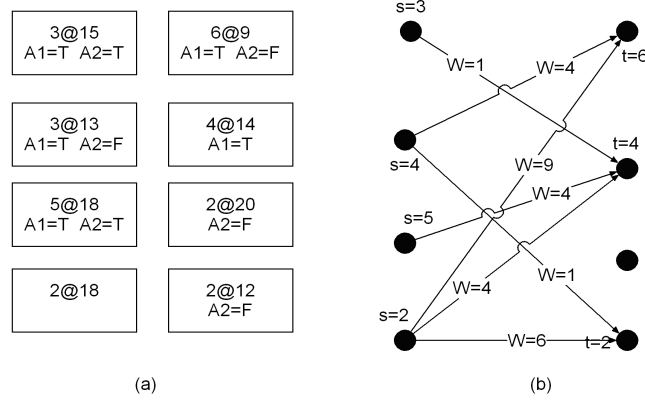 3@15
A1=T A2=T
6@9
A1=T A2=F
3@13
A1=T A2=F
4@14
A1=T
5@18
A1=T A2=T
2@20
A2=F
2@18
2@12
A2=F
(a)
s=3
t=6
W=1
W=4
s=4
t=4
W=9
W=4
s=5
W=1
W=4
s=2
W=6
t=2
(b)